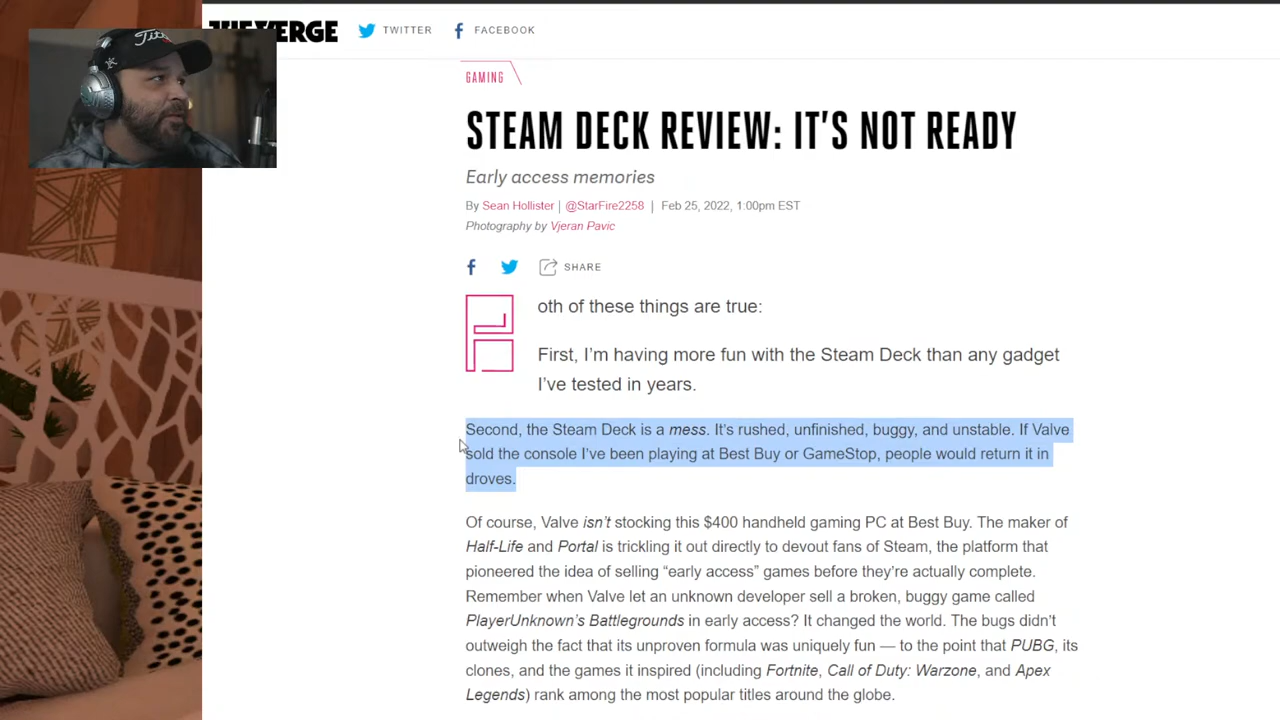 TWITTER FACEBOOK
GAMING
STEAM DECK REVIEW: IT'S NOT READY
Early access memories
By Sean Hollister | @StarFire2258 | Feb 25, 2022, 1:00pm EST
Photography by Vjeran Pavic
SHARE
Both of these things are true:
First, I'm having more fun with the Steam Deck than any gadget
I've tested in years.
Second, the Steam Deck is a mess. It's rushed, unfinished, buggy, and unstable. If Valve
sold the console I've been playing at Best Buy or GameStop, people would return it in
droves.
Of course, Valve isn't stocking this $400 handheld gaming PC at Best Buy. The maker of
Half-Life and Portal is trickling it out directly to devout fans of Steam, the platform that
pioneered the idea of selling “early access” games before they're actually complete.
Remember when Valve let an unknown developer sell a broken, buggy game called
PlayerUnknown's Battlegrounds in early access? It changed the world. The bugs didn't
outweigh the fact that its unproven formula was uniquely fun — to the point that PUBG, its
clones, and the games it inspired (including Fortnite, Call of Duty: Warzone, and Apex
Legends) rank among the most popular titles around the globe.